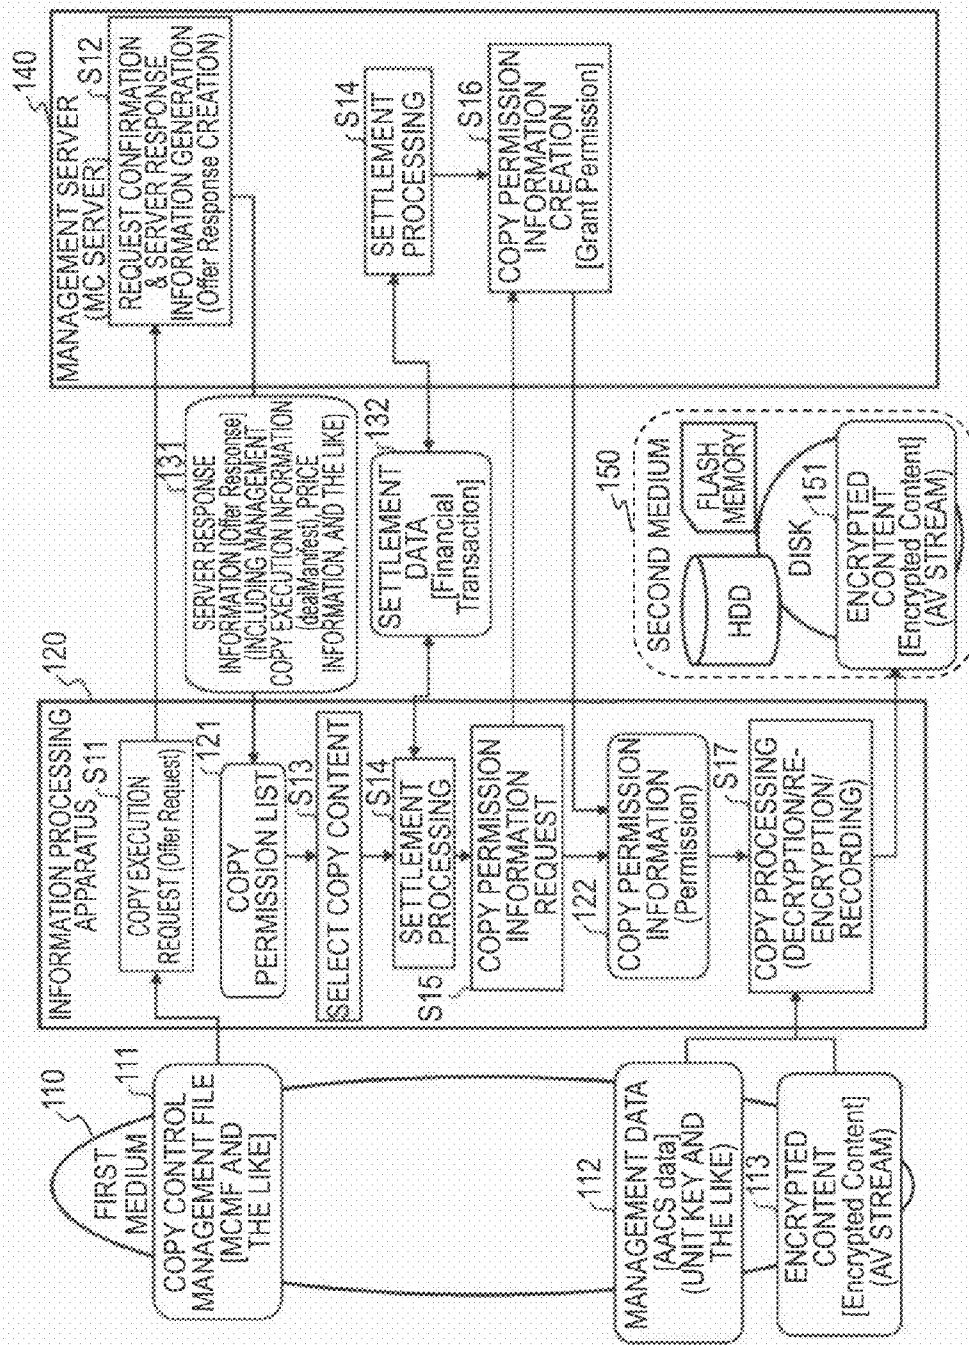 110
FIRST
MEDIUM
111
COPY CONTROL
MANAGEMENT FILE
[MCMF AND
THE LIKE]
112
MANAGEMENT DATA
[AACS data]
(UNIT KEY AND
THE LIKE)
113
ENCRYPTED
CONTENT
[Encrypted Content]
(AV STREAM)
120
INFORMATION PROCESSING
APPARATUS
S11
COPY EXECUTION
REQUEST (Offer Request)
121
COPY
PERMISSION LIST
S13
SELECT COPY CONTENT
S14
SETTLEMENT
PROCESSING
S15
COPY PERMISSION
INFORMATION
REQUEST
122
COPY PERMISSION
INFORMATION
(Permission)
S17
COPY PROCESSING
(DECRYPTION/RE-
ENCRYPTION/
RECORDING)
131
SERVER RESPONSE
INFORMATION [Offer Response]
(INCLUDING MANAGEMENT
COPY EXECUTION INFORMATION
(dealManifest), PRICE
INFORMATION, AND THE LIKE)
132
SETTLEMENT
DATA
[Financial
Transaction]
150
SECOND MEDIUM
HDD
FLASH
MEMORY
DISK
151
ENCRYPTED
CONTENT
[Encrypted Content]
(AV STREAM)
140
MANAGEMENT SERVER
(MC SERVER)
S12
REQUEST CONFIRMATION
& SERVER RESPONSE
INFORMATION GENERATION
(Offer Response CREATION)
S14
SETTLEMENT
PROCESSING
S16
COPY PERMISSION
INFORMATION
CREATION
[Grant Permission]